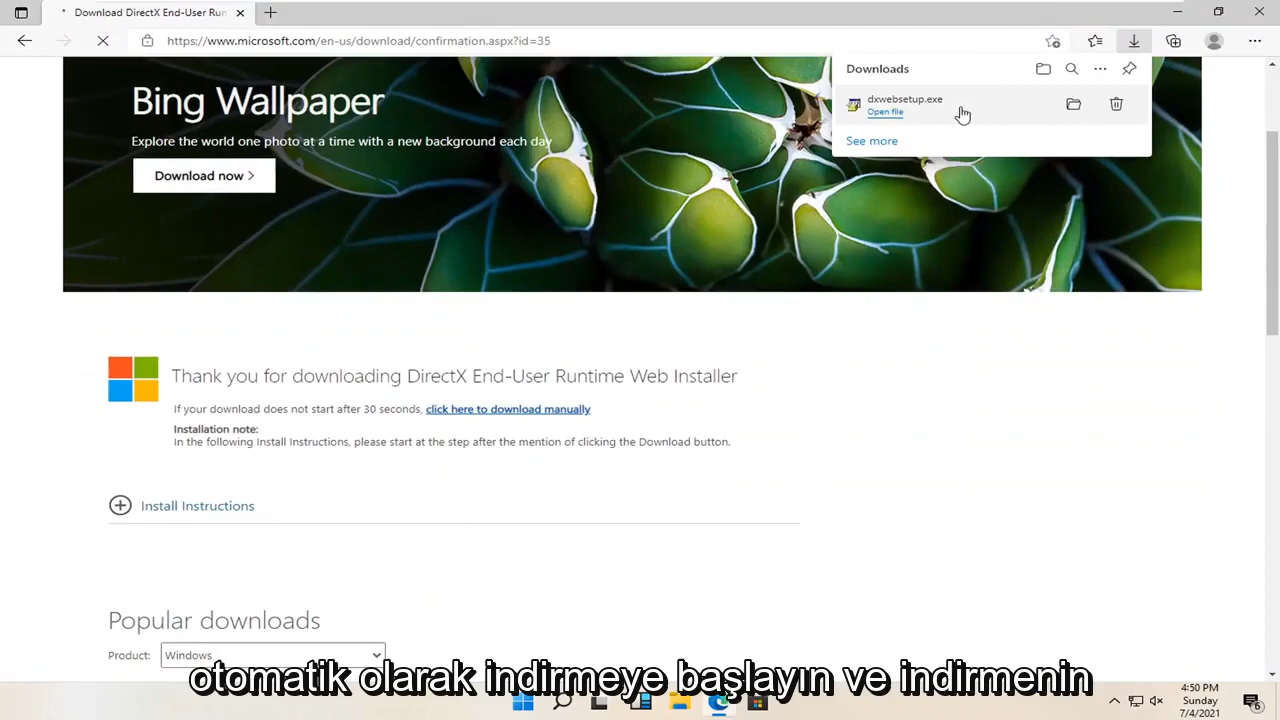 Download DirectX End-User Run
https://www.microsoft.com/en-us/download/confirmation.aspx?id=35
Downloads
dxwebsetup.exe
Open file
See more
Bing Wallpaper
Explore the world one photo at a time with a new background each day
Download now >
Thank you for downloading DirectX End-User Runtime Web Installer
If your download does not start after 30 seconds, click here to download manually
Installation note:
In the following Install Instructions, please start at the step after the mention of clicking the Download button.
Install Instructions
Popular downloads
Product: Windows
otomatik olarak indirmeye başlayın ve indirmenin
4:50 PM
Sunday
7/4/2021
6